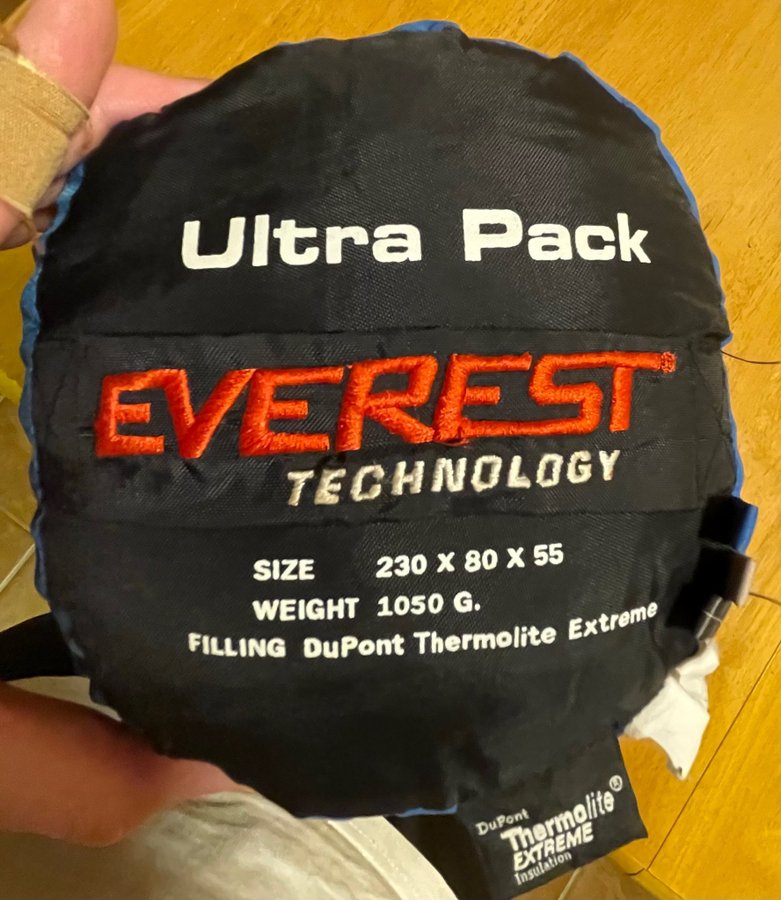 Ultra Pack
EVEREST®
TECHNOLOGY
SIZE 230 X 80 X 55
WEIGHT 1050 G.
FILLING DuPont Thermolite Extreme
DuPont
Thermolite®
EXTREME
Insulation